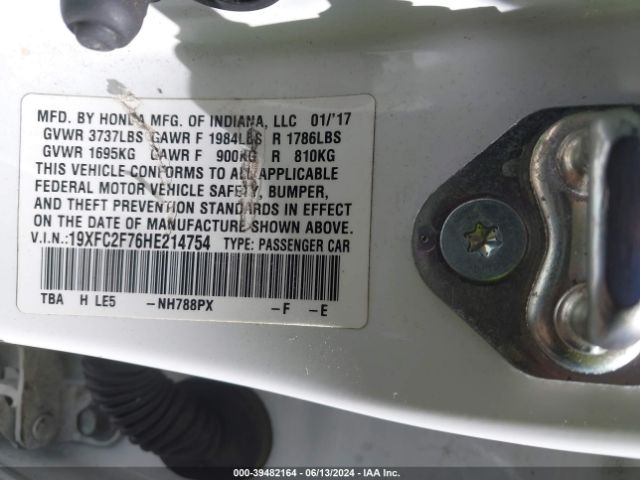 MFD. BY HONDA MFG. OF INDIANA, LLC 01/'17
GVWR 3737LBS GAWR F 1984LBS R 1786LBS
GVWR 1695KG GAWR F 900KG R 810KG
THIS VEHICLE CONFORMS TO ALL APPLICABLE
FEDERAL MOTOR VEHICLE SAFETY, BUMPER,
AND THEFT PREVENTION STANDARDS IN EFFECT
ON THE DATE OF MANUFACTURE SHOWN ABOVE.
V.I.N.:19XFC2F76HE214754 TYPE: PASSENGER CAR
TBA H LE5 -NH788PX -F -E
000-39482164 - 06/13/2024 - IAA Inc.